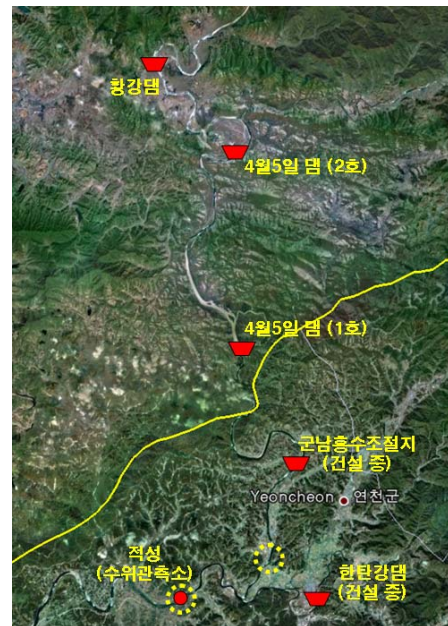 황강댐
4월5일 댐 (2호)
4월5일 댐 (1호)
군남홍수조절지
(건설 중)
Yeoncheon 연천군
적성
(수위관측소)
한탄강댐
(건설 중)